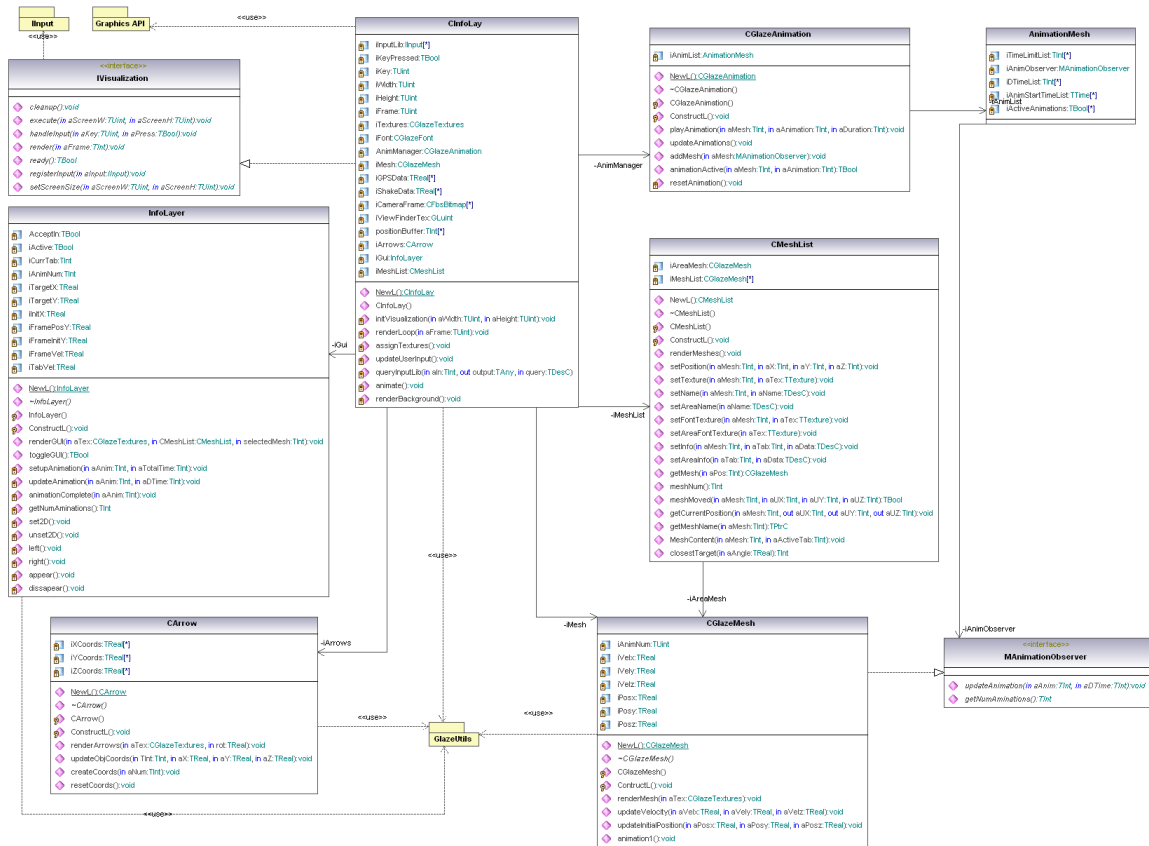 IInput
Graphics API
<<use>>
<<use>>
<<interface>>
IVisualization
cleanup():void
execute(in aScreenW:TUint, in aScreenH:TUint):void
handleInput(in aKey:TUint, in aPress:TBool):void
render(in aFrame:TInt):void
ready():TBool
registerInput(in aInput:IInput):void
setScreenSize(in aScreenW:TUint, in aScreenH:TUint):void
CInfoLay
iInputLib:IInput[*]
iKeyPressed:TBool
iKey:TUint
iWidth:TUint
iHeight:TUint
iFrame:TUint
iTextures:CGlazeTextures
iFont:CGlazeFont
AnimManager:CGlazeAnimation
iMesh:CGlazeMesh
iGPSData:TReal[*]
iShakeData:TReal[*]
iCameraFrame:CFbsBitmap[*]
iViewFinderTex:GLuint
positionBuffer:TInt[*]
iArrows:CArrow
iGui:InfoLayer
iMeshList:CMeshList
NewL():CInfoLay
CInfoLay()
initVisualization(in aWidth:TUint, in aHeight:TUint):void
renderLoop(in aFrame:TUint):void
assignTextures():void
updateUserInput():void
queryInputLib(in aIn:TInt, out output:TAny, in query:TDesC)
animate():void
renderBackground():void
CGlazeAnimation
iAnimList:AnimationMesh
NewL():CGlazeAnimation
~CGlazeAnimation()
CGlazeAnimation()
ConstructL():void
playAnimation(in aMesh:TInt, in aAnimation:TInt, in aDuration:TInt):void
updateAnimations():void
addMesh(in aMesh:MAnimationObserver):void
animationActive(in aMesh:TInt, in aAnimation:TInt):TBool
resetAnimation():void
-AnimManager
AnimationMesh
iTimeLimitList:TInt[*]
iAnimObserver:MAnimationObserver
iDTimeList:TInt[*]
iAnimStartTimeList:TTime[*]
iActiveAnimations:TBool[*]
-iAnimList
InfoLayer
AcceptIn:TBool
iActive:TBool
iCurrTab:TInt
iAnimNum:TInt
iTargetX:TReal
iTargetY:TReal
iInitX:TReal
iFramePosY:TReal
iFrameInitY:TReal
iFrameVel:TReal
iTabVel:TReal
NewL():InfoLayer
~InfoLayer()
InfoLayer()
ConstructL():void
renderGUI(in aTex:CGlazeTextures, in CMeshList:CMeshList, in selectedMesh:TInt):void
toggleGUI():TBool
setupAnimation(in aAnim:TInt, in aTotalTime:TInt):void
updateAnimation(in aAnim:TInt, in aDTime:TInt):void
animationComplete(in aAnim:TInt):void
getNumAminations():TInt
set2D():void
unset2D():void
left():void
right():void
appear():void
dissapear():void
-iGui
CMeshList
iAreaMesh:CGlazeMesh
iMeshList:CGlazeMesh[*]
NewL():CMeshList
~CMeshList()
CMeshList()
ConstructL():void
renderMeshes():void
setPosition(in aMesh:TInt, in aX:TInt, in aY:TInt, in aZ:TInt):void
setTexture(in aMesh:TInt, in aTex:TTexture):void
setName(in aMesh:TInt, in aName:TDesC):void
setAreaName(in aName:TDesC):void
setFontTexture(in aMesh:TInt, in aTex:TTexture):void
setAreaFontTexture(in aTex:TTexture):void
setInfo(in aMesh:TInt, in aTab:TInt, in aData:TDesC):void
setAreaInfo(in aTab:TInt, in aData:TDesC):void
getMesh(in aPos:TInt):CGlazeMesh
meshNum():TInt
meshMoved(in aMesh:TInt, in aUX:TInt, in aUY:TInt, in aUZ:TInt):TBool
getCurrentPosition(in aMesh:TInt, out aUX:TInt, out aUY:TInt, out aUZ:TInt):void
getMeshName(in aMesh:TInt):TPtrC
MeshContent(in aMesh:TInt, in aActiveTab:TInt):void
closestTarget(in aAngle:TReal):TInt
-iMeshList
<<use>>
-iAreaMesh
-iMesh
-iArrows
-iAnimObserver
CArrow
iXCoords:TReal[*]
iYCoords:TReal[*]
iZCoords:TReal[*]
NewL():CArrow
~CArrow()
CArrow()
ConstructL():void
renderArrows(in aTex:CGlazeTextures, in rot:TReal):void
updateObjCoords(in TInt:TInt, in aX:TReal, in aY:TReal, in aZ:TReal):void
createCoords(in aNum:TInt):void
resetCoords():void
<<use>>
<<use>>
GlazeUtils
<<use>>
CGlazeMesh
iAnimNum:TUint
iVelx:TReal
iVely:TReal
iVelz:TReal
iPosx:TReal
iPosy:TReal
iPosz:TReal
NewL():CGlazeMesh
~CGlazeMesh()
CGlazeMesh()
ContructL():void
renderMesh(in aTex:CGlazeTextures):void
updateVelocity(in aVelx:TReal, in aVely:TReal, in aVelz:TReal):void
updateInitialPosition(in aPosx:TReal, in aPosy:TReal, in aPosz:TReal):void
animation1():void
<<interface>>
MAnimationObserver
updateAnimation(in aAnim:TInt, in aDTime:TInt):void
getNumAminations():TInt